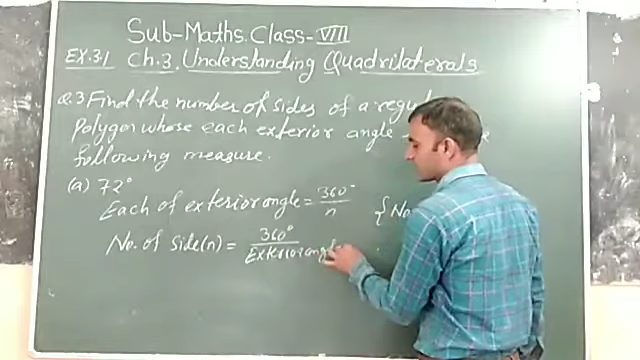 Sub-Maths. Class-VIII
EX.3.1 Ch.3. Understanding Quadrilaterals
Q.3 Find the number of sides of a
Polygon whose each exterior angle
following measure.
(a) 72°
Each of exterior angle = 360°/n {No.
No. of side(n) = 360°/Exterior angle